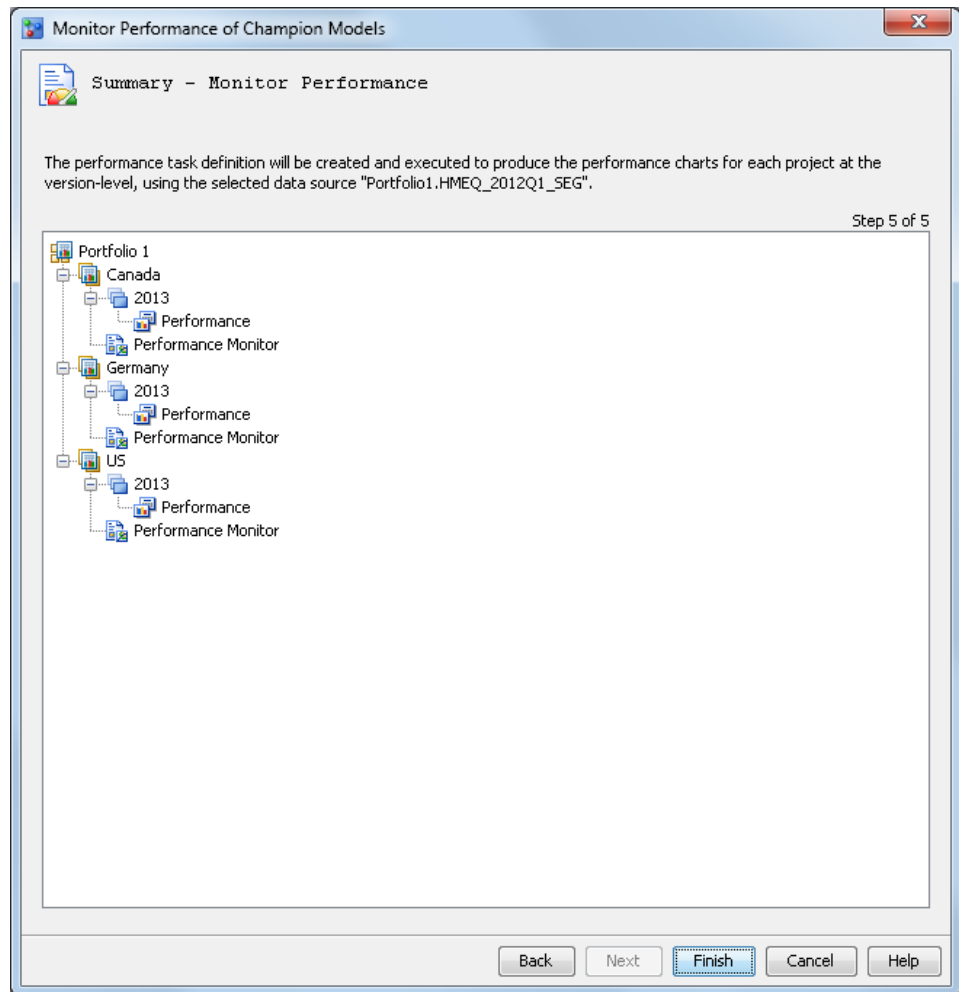 Monitor Performance of Champion Models
Summary - Monitor Performance
The performance task definition will be created and executed to produce the performance charts for each project at the
version-level, using the selected data source "Portfolio1.HMEQ_2012Q1_SEG".
Step 5 of 5
Portfolio 1
Canada
2013
Performance
Performance Monitor
Germany
2013
Performance
Performance Monitor
US
2013
Performance
Performance Monitor
Back Next Finish Cancel Help